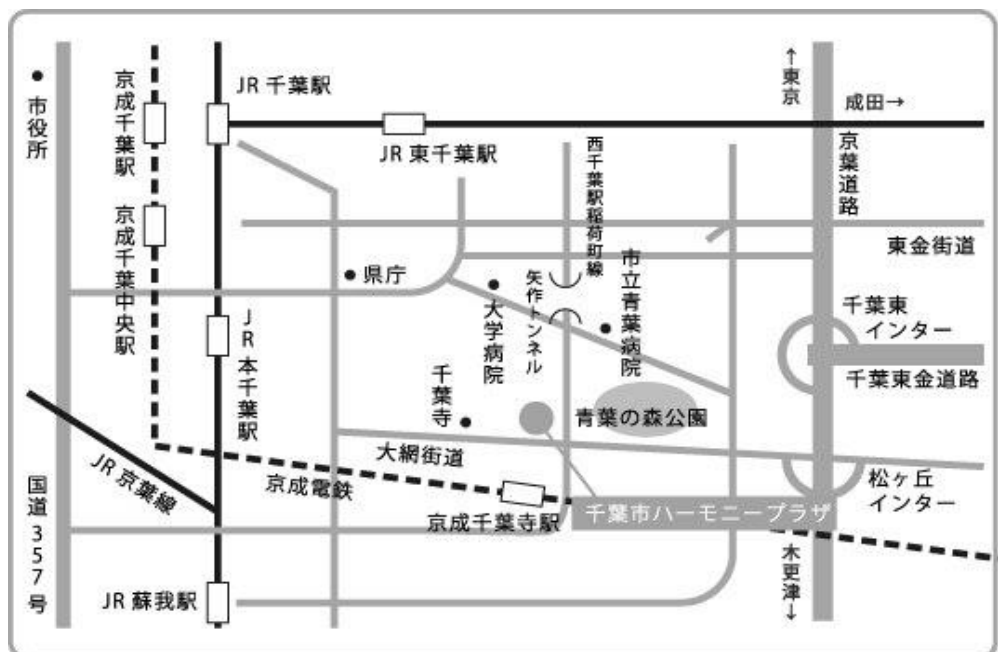 市役所
京成千葉駅
京成千葉中央駅
JR 千葉駅
JR 東千葉駅
西千葉駅稲荷町線
↑東京
成田→
京葉道路
東金街道
県庁
大学病院
矢作トンネル
市立青葉病院
千葉東
インター
千葉東金道路
JR本千葉駅
千葉寺
青葉の森公園
大網街道
JR 京葉線
京成電鉄
京成千葉寺駅
千葉市ハーモニープラザ
松ヶ丘
インター
国道357号
JR 蘇我駅
木更津↓